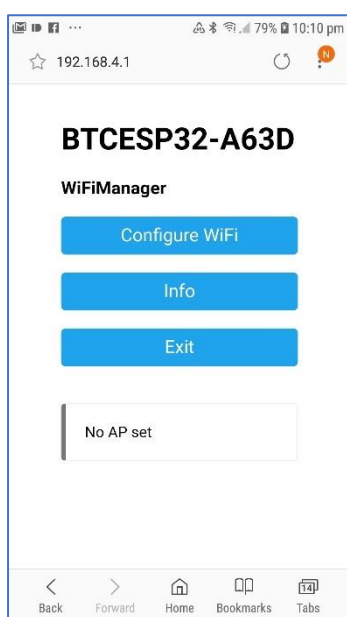 79% 10:10 pm
192.168.4.1
N
BTCESP32-A63D
WiFiManager
Configure WiFi
Info
Exit
No AP set
14
Back Forward Home Bookmarks Tabs